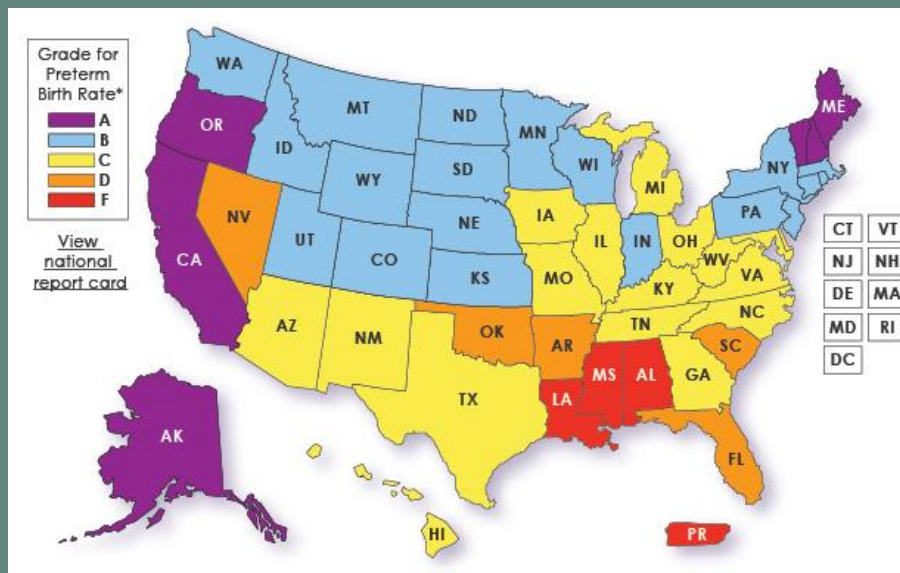 Grade for
Preterm
Birth Rate*
A
B
C
D
F
View
national
report card
WA
OR
CA
NV
ID
MT
WY
UT
CO
AZ
NM
ND
SD
NE
KS
OK
TX
MN
IA
MO
AR
LA
WI
IL
MI
IN
OH
KY
TN
MS
AL
GA
FL
SC
NC
VA
WV
PA
NY
ME
AK
HI
PR
CT VT
NJ NH
DE MA
MD RI
DC